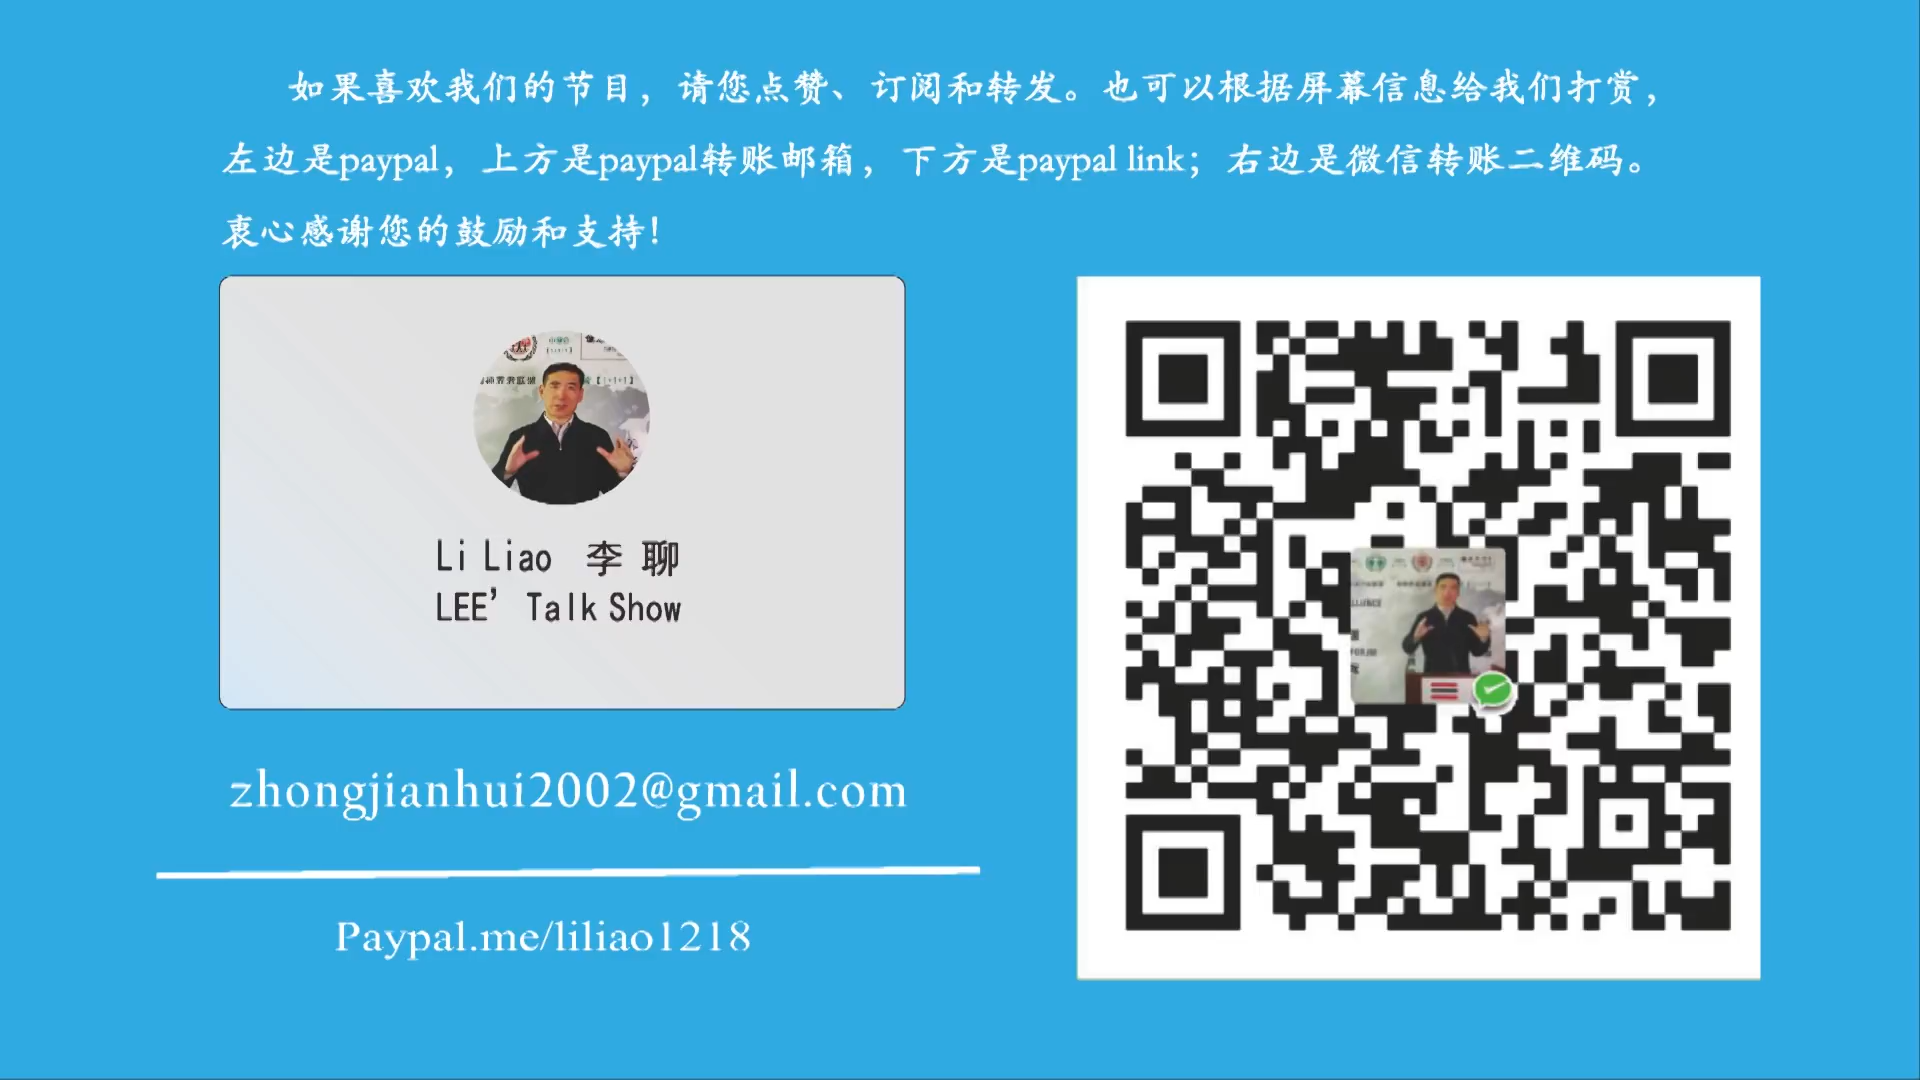 如果喜欢我们的节目，请您点赞、订阅和转发。也可以根据屏幕信息给我们打赏，
左边是paypal，上方是paypal转账邮箱，下方是paypal link；右边是微信转账二维码。
衷心感谢您的鼓励和支持！
Li Liao 李 聊
LEE’ Talk Show
zhongjianhui2002@gmail.com
Paypal.me/liliao1218